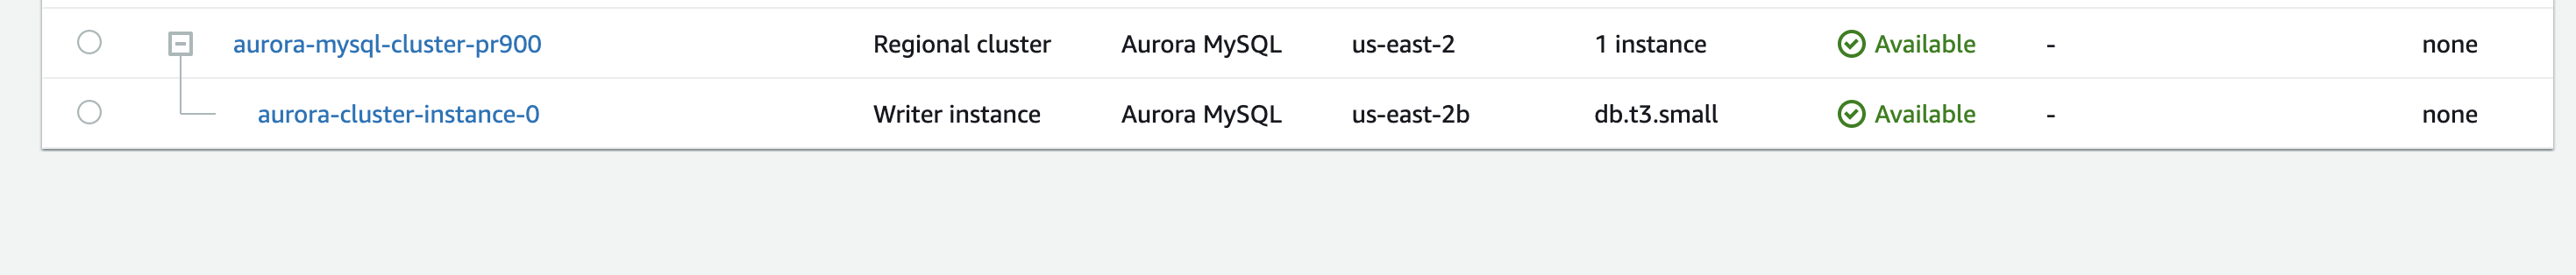 aurora-mysql-cluster-pr900 Regional cluster Aurora MySQL us-east-2 1 instance Available - none
aurora-cluster-instance-0 Writer instance Aurora MySQL us-east-2b db.t3.small Available - none